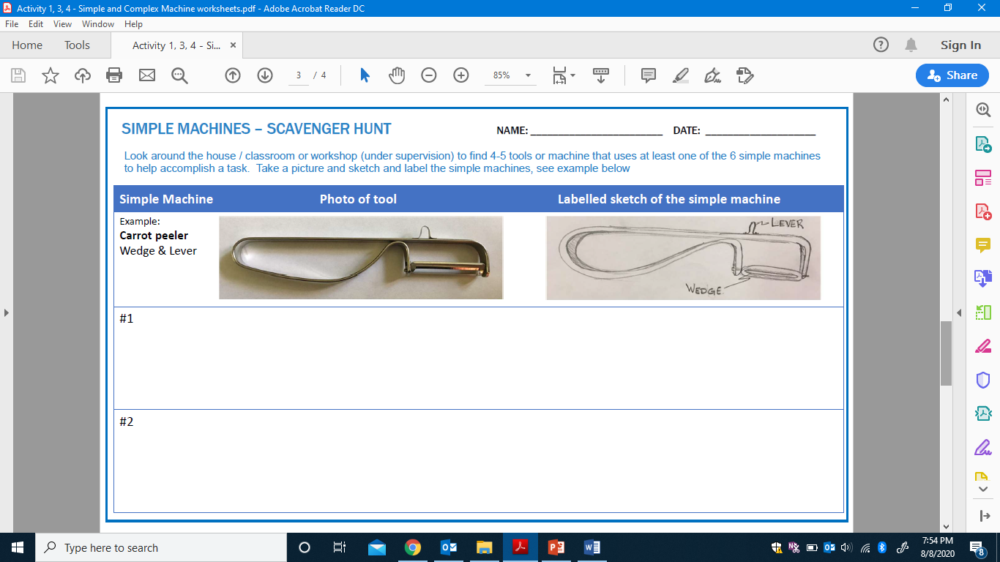 Activity 1, 3, 4 - Simple and Complex Machine worksheets.pdf - Adobe Acrobat Reader DC
File Edit View Window Help
Home Tools Activity 1, 3, 4 - Si... × Sign In
3 / 4 85% Share
SIMPLE MACHINES – SCAVENGER HUNT NAME: ________________________ DATE: ____________________
Look around the house / classroom or workshop (under supervision) to find 4-5 tools or machine that uses at least one of the 6 simple machines
to help accomplish a task. Take a picture and sketch and label the simple machines, see example below
Simple Machine Photo of tool Labelled sketch of the simple machine
Example:
Carrot peeler
Wedge & Lever
LEVER
WEDGE
#1
#2
Type here to search
7:54 PM
8/8/2020
8